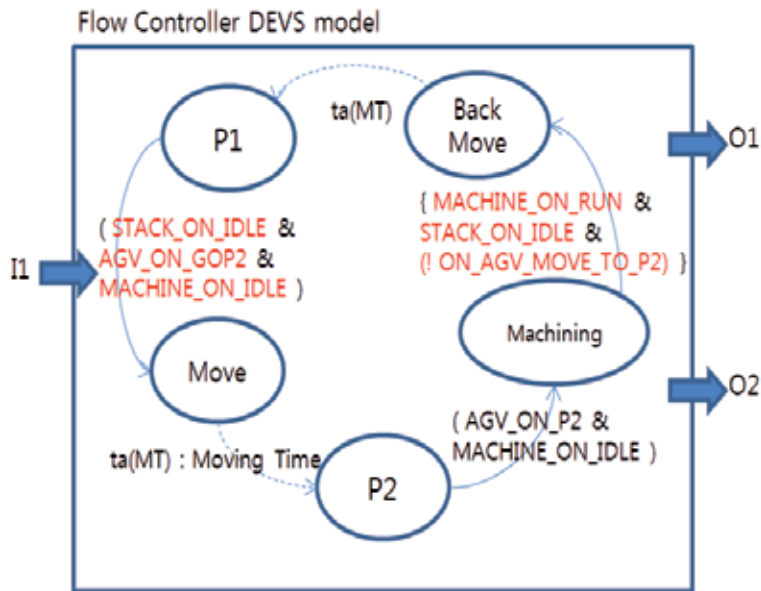 Flow Controller DEVS model
P1
ta(MT)
Back
Move
O1
( STACK_ON_IDLE &
AGV_ON_GOP2 &
MACHINE_ON_IDLE )
{ MACHINE_ON_RUN &
STACK_ON_IDLE &
(! ON_AGV_MOVE_TO_P2) }
I1
Machining
Move
O2
( AGV_ON_P2 &
MACHINE_ON_IDLE )
ta(MT) : Moving Time
P2